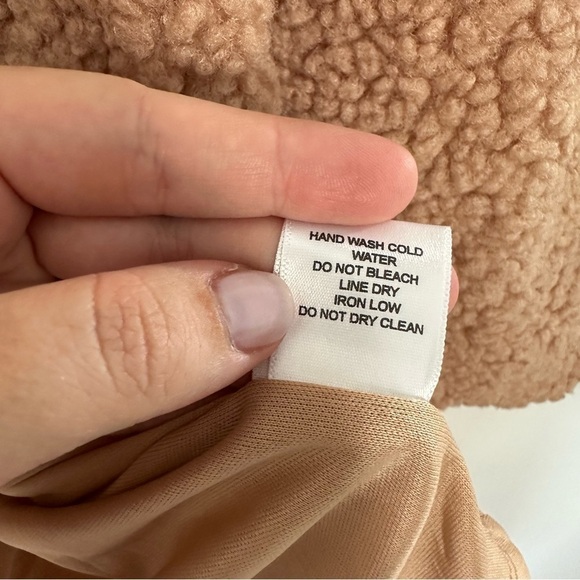 HAND WASH COLD
WATER
DO NOT BLEACH
LINE DRY
IRON LOW
DO NOT DRY CLEAN